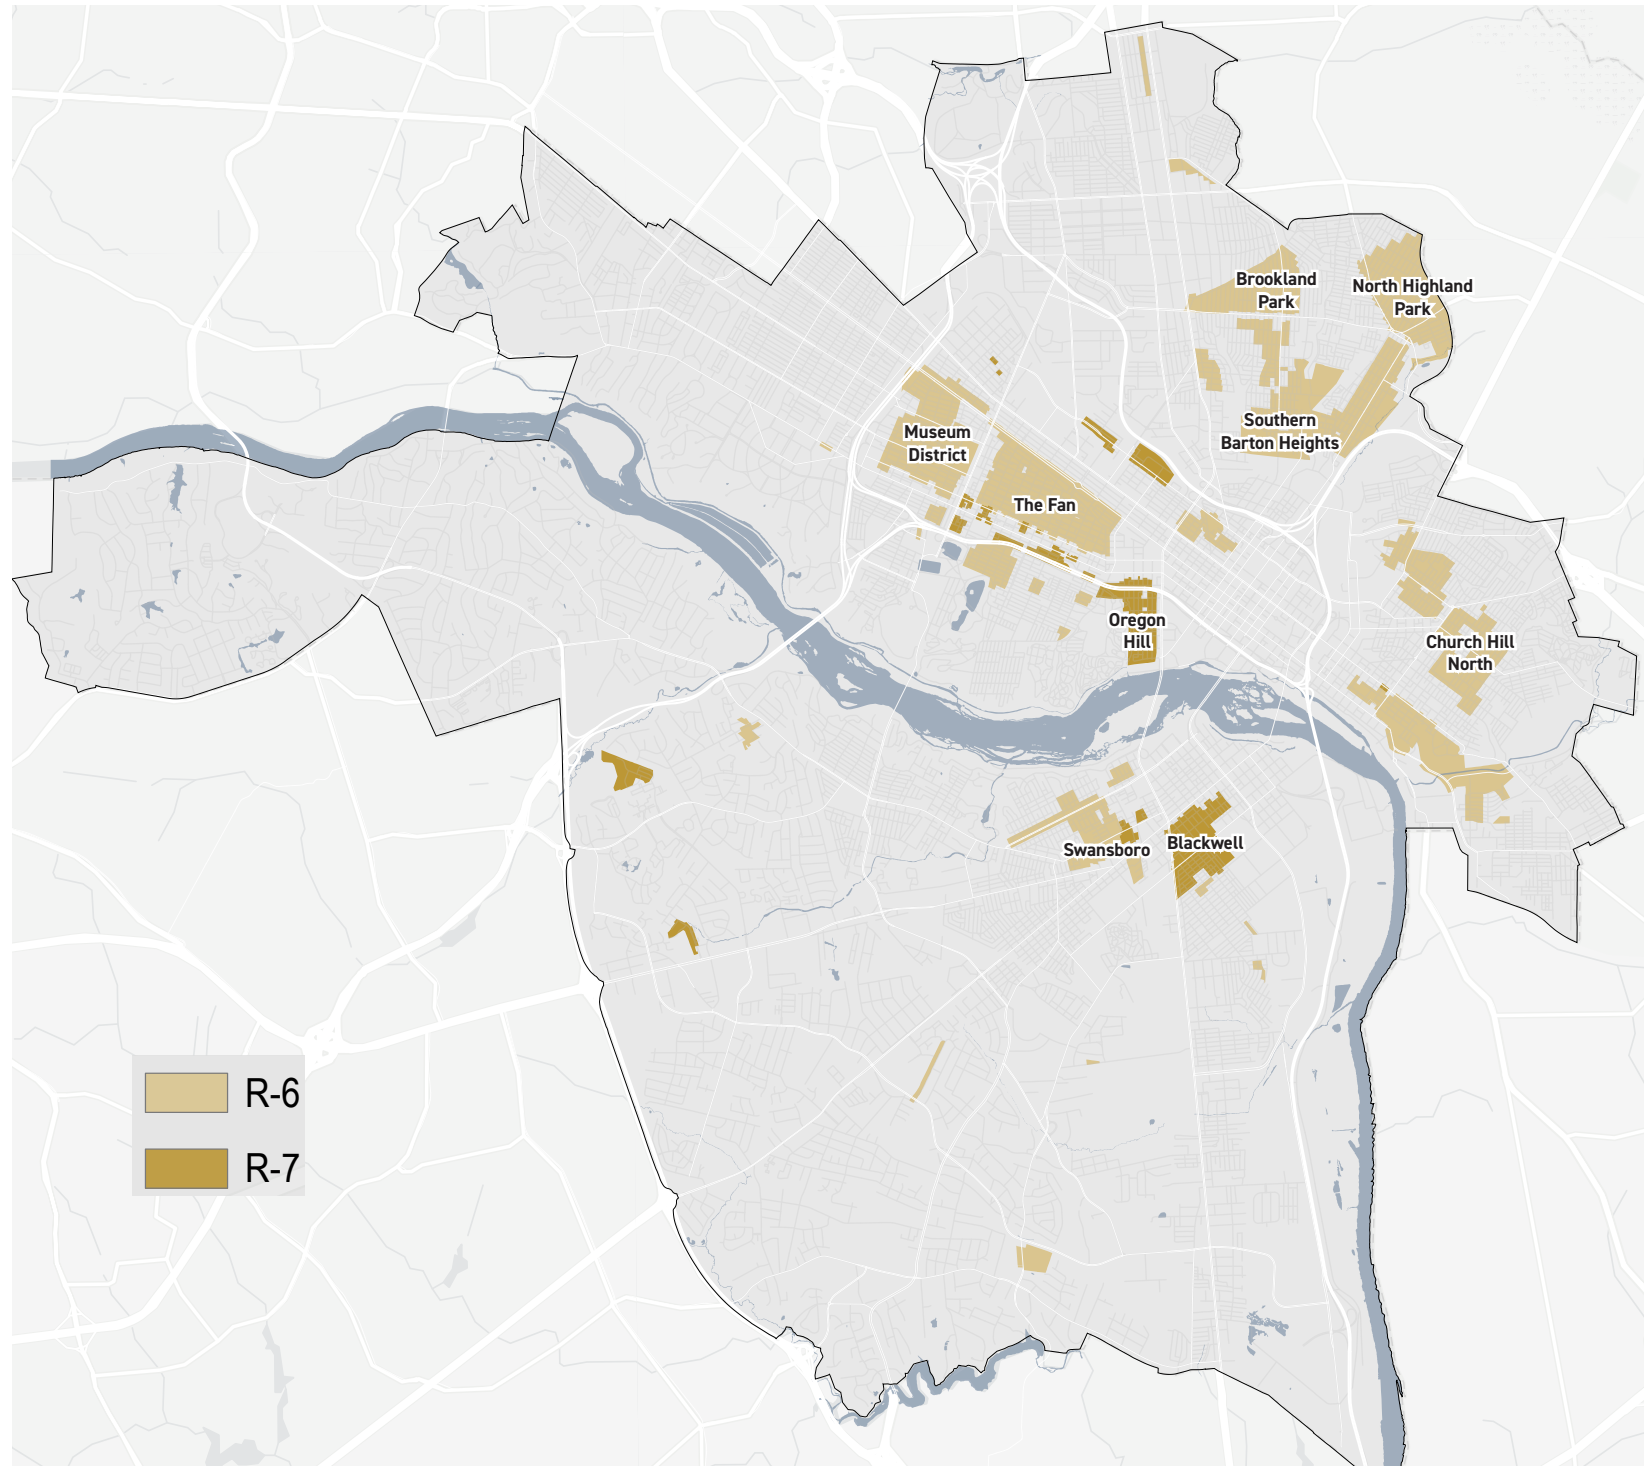 Brookland
Park
North Highland
Park
Southern
Barton Heights
Museum
District
The Fan
Oregon
Hill
Church Hill
North
Swansboro
Blackwell
R-6
R-7